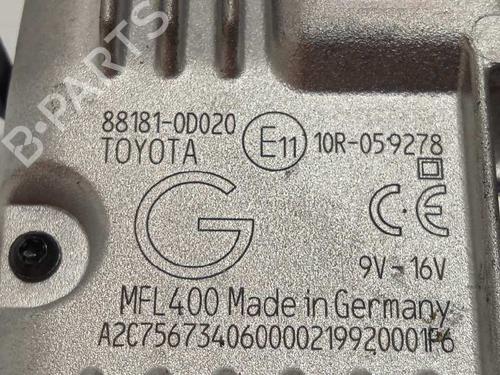 B-PARTS
88181-0D020
TOYOTA
E11
10R-059278
G
CE
9V-16V
MFL400 Made in Germany
A2C756734060000219920001F6